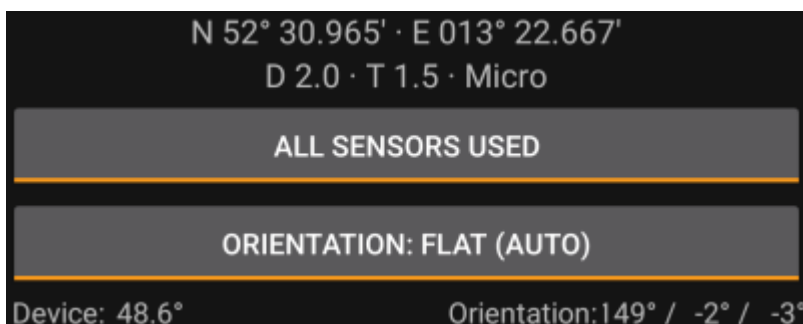 N 52° 30.965' · E 013° 22.667'
D 2.0 · T 1.5 · Micro
ALL SENSORS USED
ORIENTATION: FLAT (AUTO)
Device: 48.6° Orientation:149° / -2° / -3°